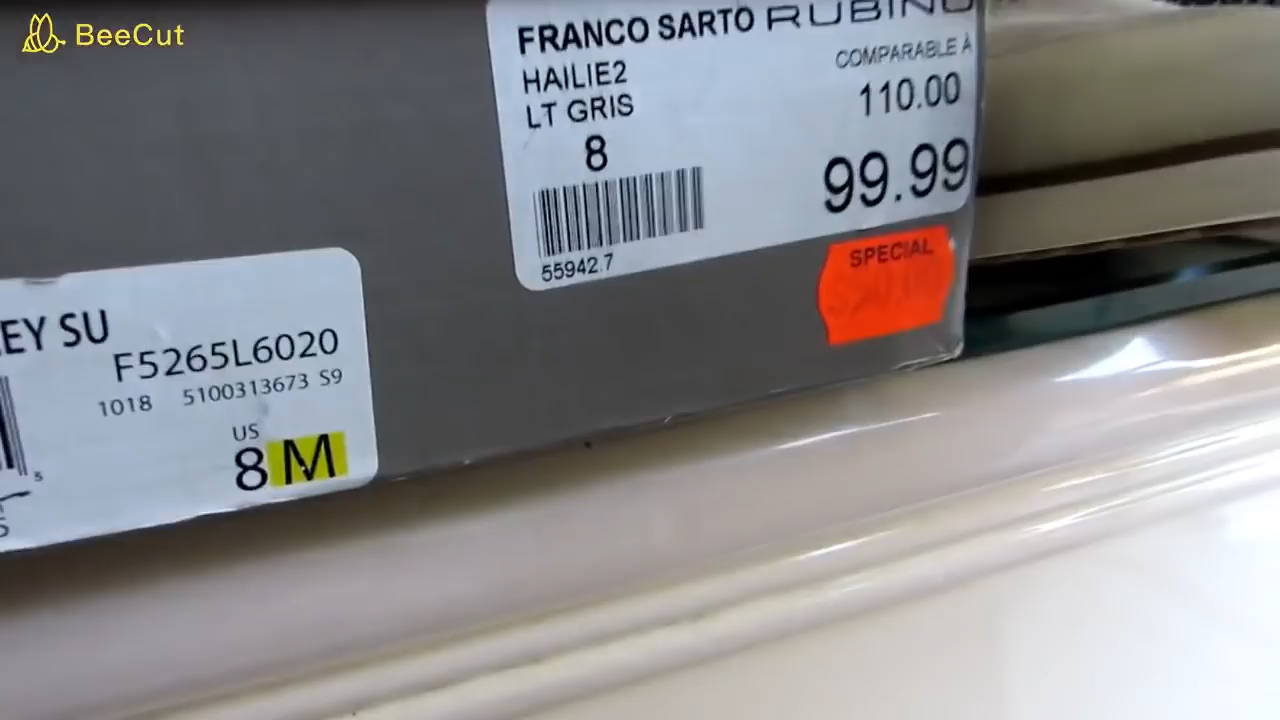 BeeCut
FRANCO SARTO RUBINO
HAILIE2
COMPARABLE À
LT GRIS
110.00
8
99.99
55942.7
SPECIAL
EY SU
F5265L6020
1018 5100313673 S9
US
8 M
5